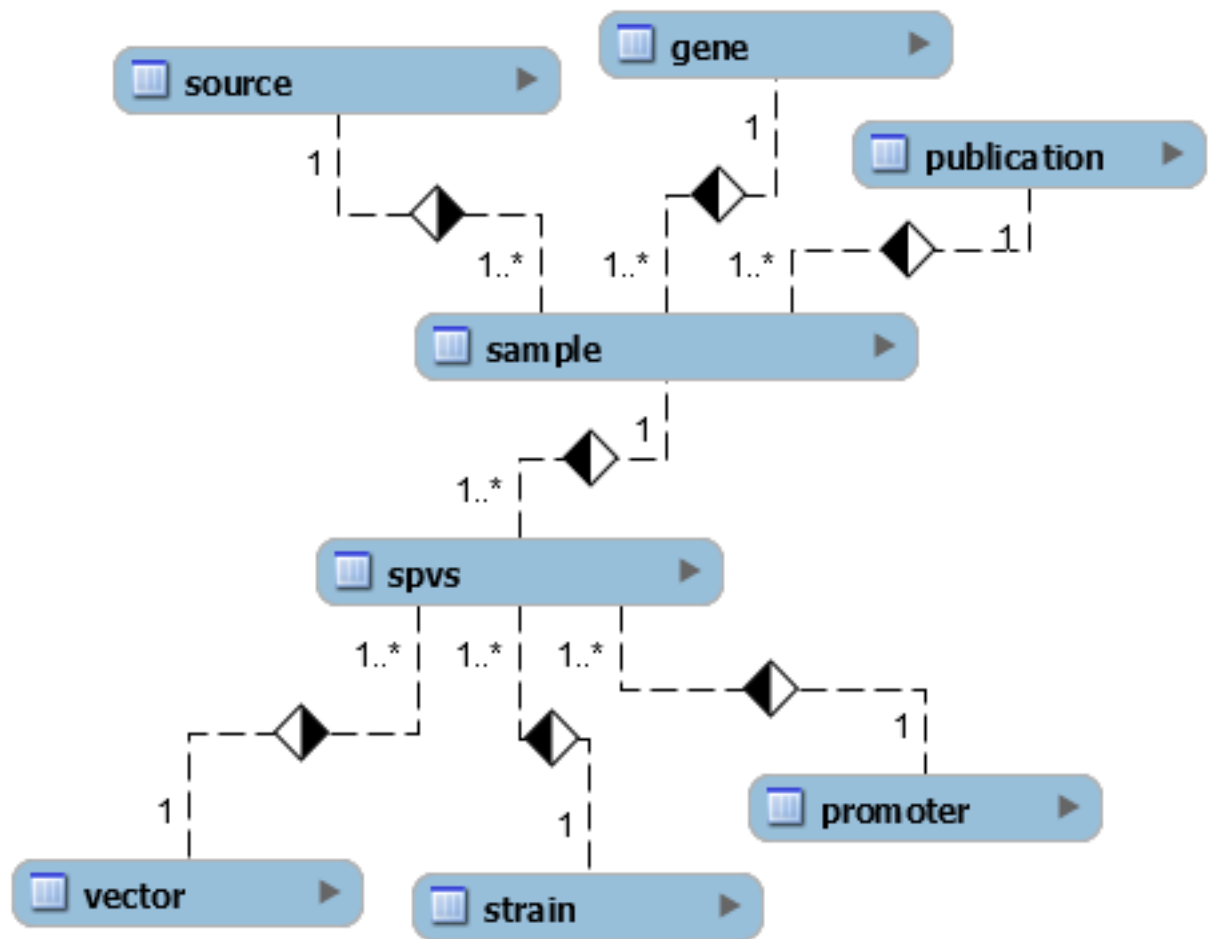 gene
source
1
publication
1
1
1..*
1..*
1..*
sample
1
1..*
spvs
1..*
1..*
1..*
1
promoter
1
1
vector
strain